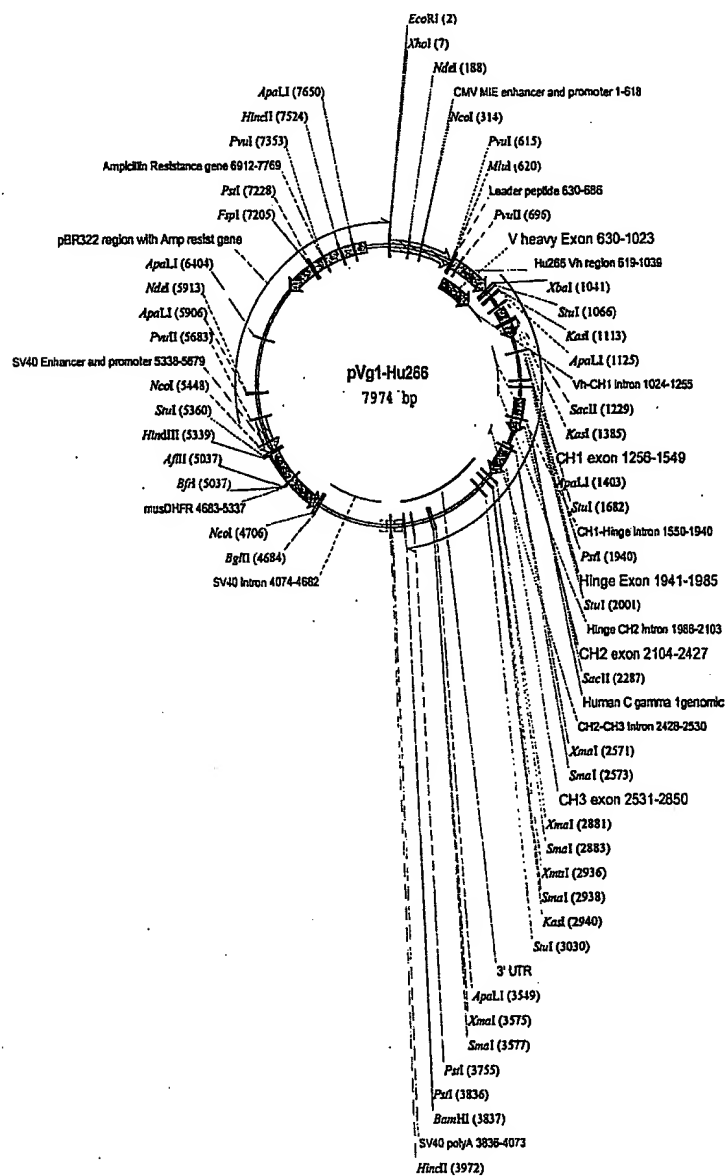 EcoRI (2)
XhoI (7)
NdeI (188)
CMV MIE enhancer and promoter 1-618
NcoI (314)
PvuI (615)
MluI (620)
Leader peptide 630-686
PvuII (696)
V heavy Exon 630-1023
Hu266 Vh region 619-1039
XbaI (1041)
StuI (1066)
KasI (1113)
ApaLI (1125)
Vh-CH1 intron 1024-1255
SacII (1229)
KasI (1385)
CH1 exon 1256-1549
ApaLI (1403)
StuI (1682)
CH1-Hinge intron 1550-1940
PstI (1940)
Hinge Exon 1941-1985
StuI (2001)
Hinge CH2 intron 1986-2103
CH2 exon 2104-2427
SacII (2287)
Human C gamma 1genomic
CH2-CH3 intron 2428-2530
XmaI (2571)
SmaI (2573)
CH3 exon 2531-2850
XmaI (2881)
SmaI (2883)
XmaI (2936)
SmaI (2938)
KasI (2940)
StuI (3030)
3' UTR
ApaLI (3549)
XmaI (3575)
SmaI (3577)
PstI (3755)
PstI (3836)
BamHI (3837)
SV40 polyA 3836-4073
HincII (3972)
SV40 Intron 4074-4682
BglII (4684)
NcoI (4706)
musDHFR 4683-5337
BfrI (5037)
AflII (5037)
HindIII (5339)
StuI (5360)
NcoI (5448)
SV40 Enhancer and promoter 5338-5679
PvuII (5683)
ApaLI (5906)
NdeI (5913)
ApaLI (6404)
pBR322 region with Amp resist gene
FspI (7205)
PstI (7228)
Ampicillin Resistance gene 6912-7769
PvuI (7353)
HincII (7524)
ApaLI (7650)
pVg1-Hu266
7974 bp